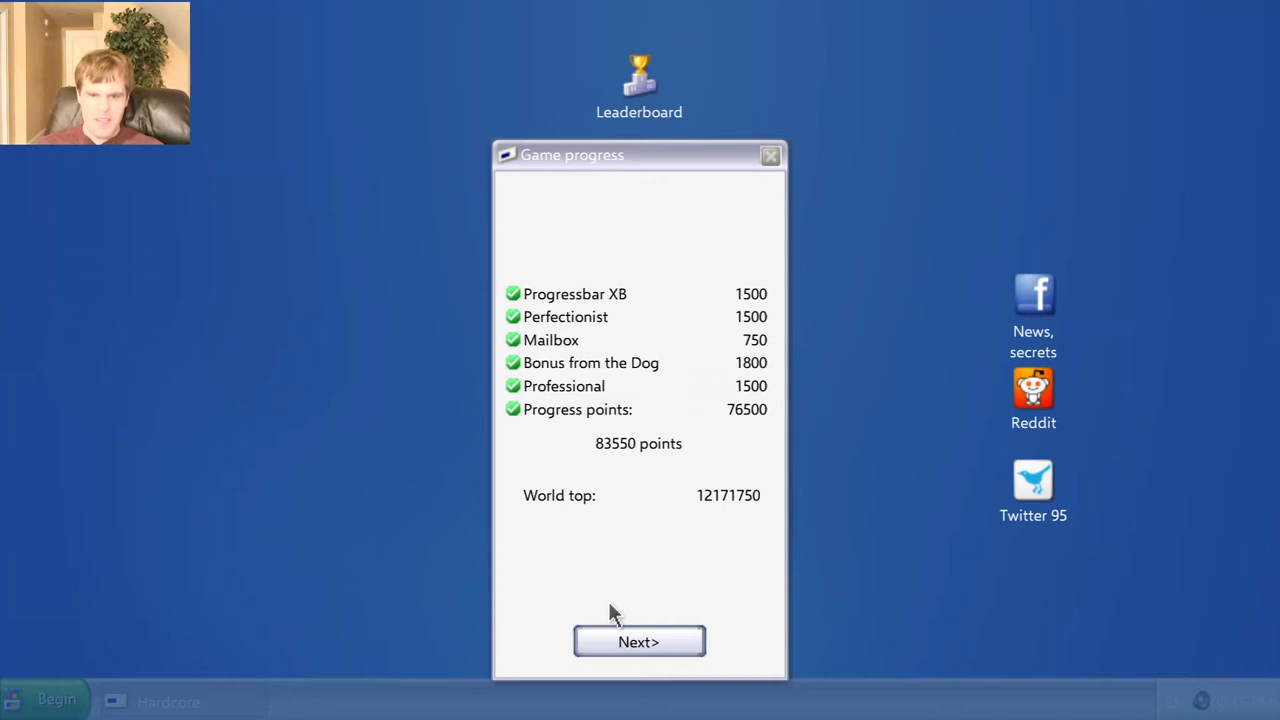 Leaderboard
Game progress
Progressbar XB 1500
Perfectionist 1500
Mailbox 750
Bonus from the Dog 1800
Professional 1500
Progress points: 76500
83550 points
World top: 12171750
Next>
News,
secrets
Reddit
Twitter 95
Begin
Hardcore